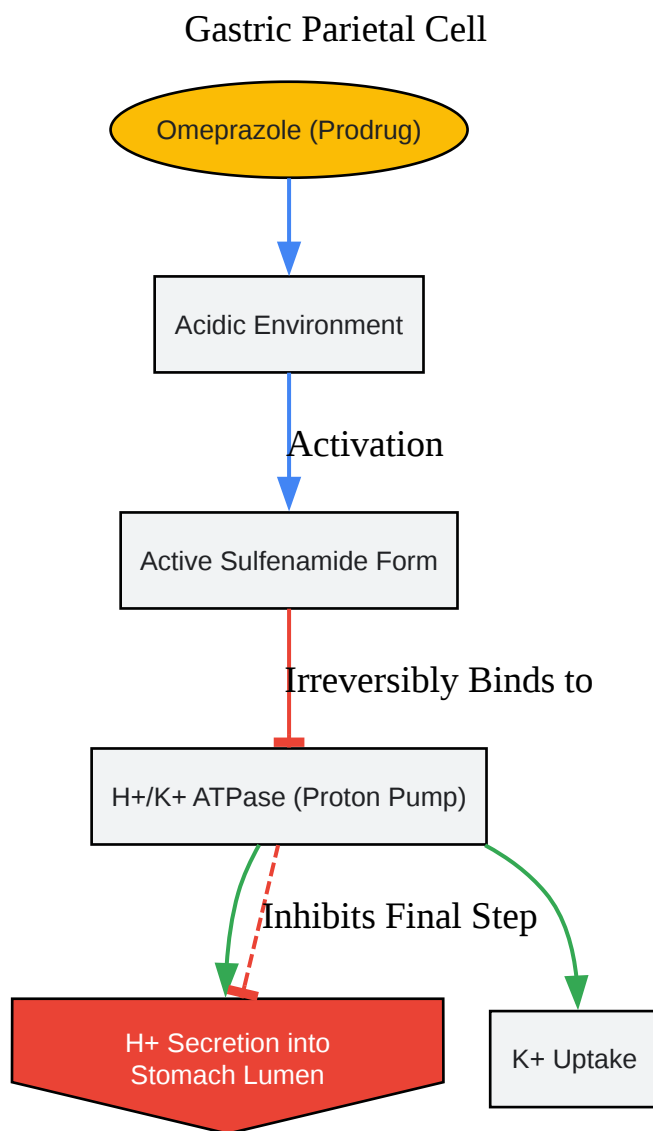 Gastric Parietal Cell
Omeprazole (Prodrug)
Acidic Environment
Activation
Active Sulfenamide Form
Irreversibly Binds to
H+/K+ ATPase (Proton Pump)
Inhibits Final Step
H+ Secretion into
Stomach Lumen
K+ Uptake